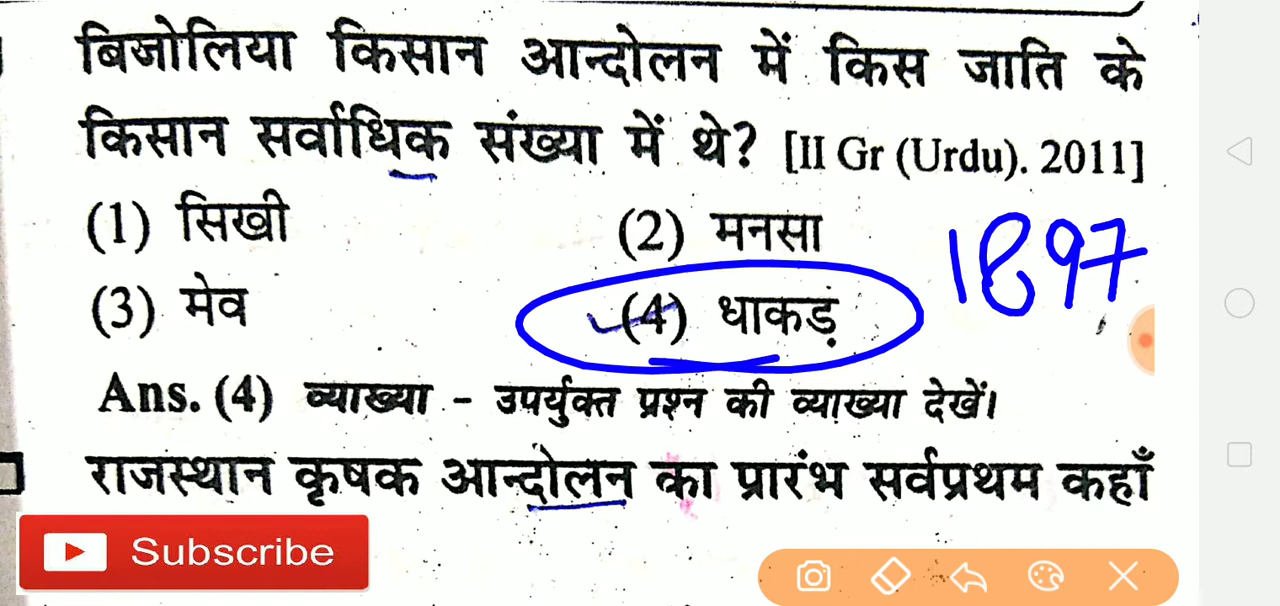 बिजोलिया किसान आन्दोलन में किस जाति के
किसान सर्वाधिक संख्या में थे? [II Gr (Urdu). 2011]
(1) सिखी (2) मनसा
(3) मेव (4) धाकड़
1897
Ans. (4) व्याख्या - उपर्युक्त प्रश्न की व्याख्या देखें।
राजस्थान कृषक आन्दोलन का प्रारंभ सर्वप्रथम कहाँ
Subscribe